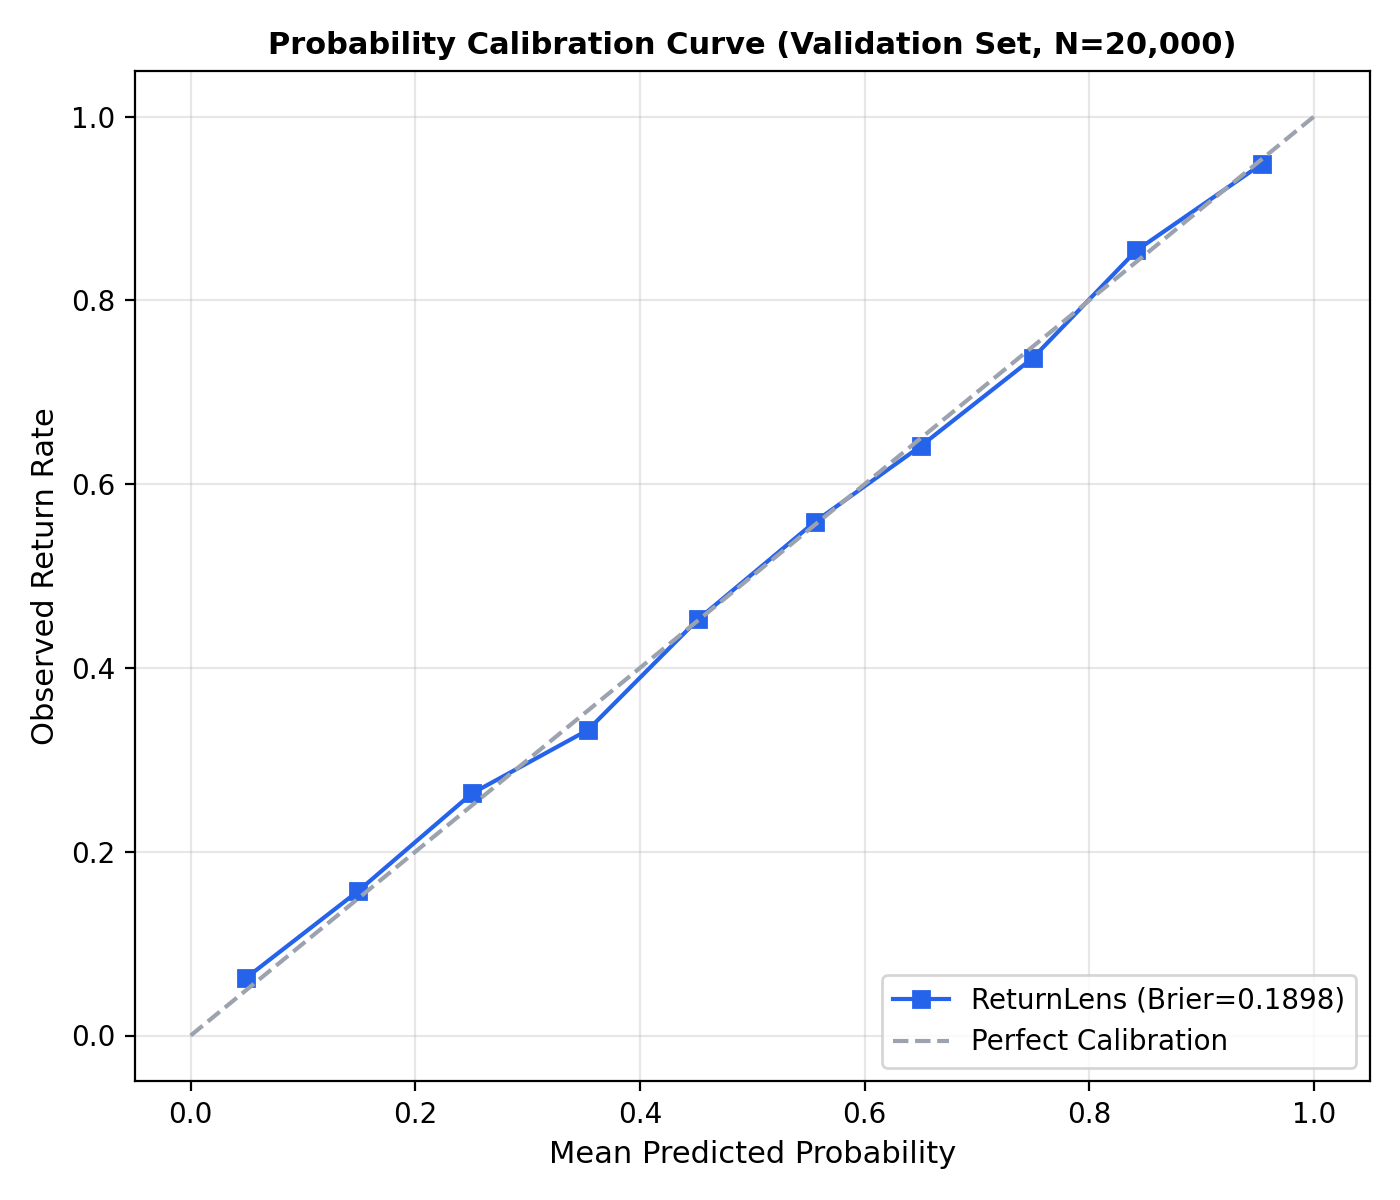 Probability Calibration Curve (Validation Set, N=20,000)
1.0
0.8
0.6
0.4
0.2
0.0
Observed Return Rate
ReturnLens (Brier=0.1898)
Perfect Calibration
0.0 0.2 0.4 0.6 0.8 1.0
Mean Predicted Probability